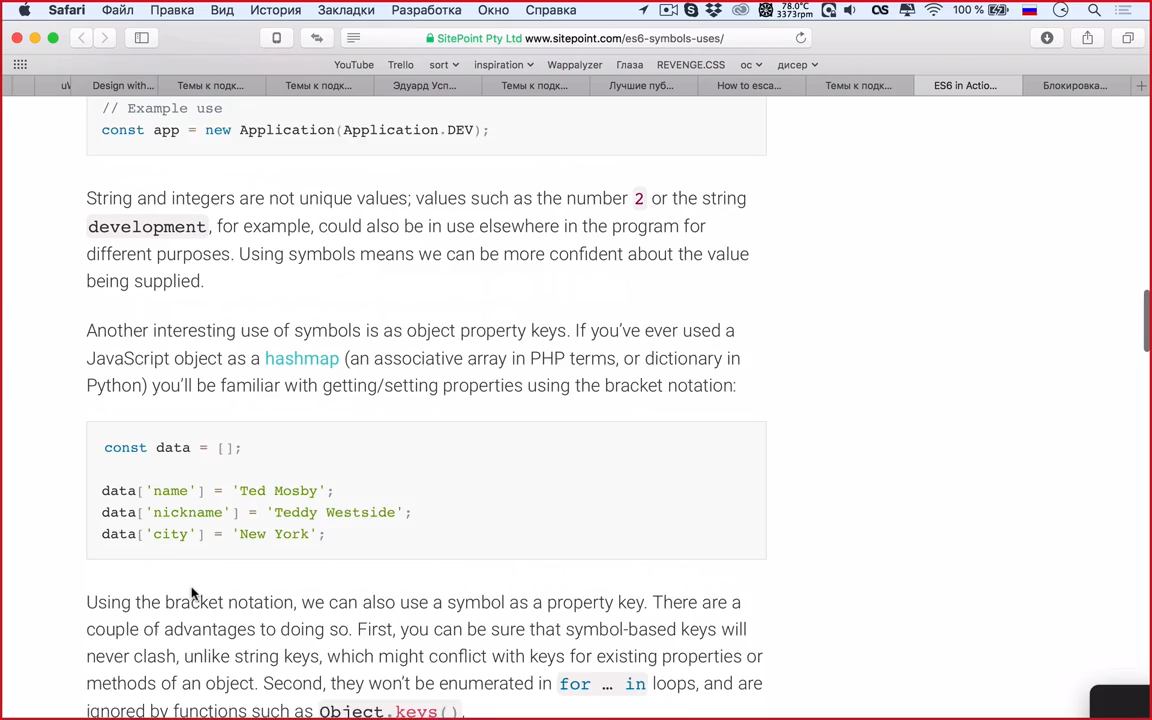 Safari Файл Правка Вид История Закладки Разработка Окно Справка 78.0°C 3373rpm 100 %
SitePoint Pty Ltd www.sitepoint.com/es6-symbols-uses/
YouTube Trello sort inspiration Wappalyzer Глаза REVENGE.CSS ос дисер
Design with... Темы к подк... Темы к подк... Эдуард Усп... Темы к подк... Лучшие пуб... How to esca... Темы к подк... ES6 in Actio... Блокировка...
// Example use
const app = new Application(Application.DEV);
String and integers are not unique values; values such as the number 2 or the string
development, for example, could also be in use elsewhere in the program for
different purposes. Using symbols means we can be more confident about the value
being supplied.
Another interesting use of symbols is as object property keys. If you’ve ever used a
JavaScript object as a hashmap (an associative array in PHP terms, or dictionary in
Python) you’ll be familiar with getting/setting properties using the bracket notation:
const data = [];
data['name'] = 'Ted Mosby';
data['nickname'] = 'Teddy Westside';
data['city'] = 'New York';
Using the bracket notation, we can also use a symbol as a property key. There are a
couple of advantages to doing so. First, you can be sure that symbol-based keys will
never clash, unlike string keys, which might conflict with keys for existing properties or
methods of an object. Second, they won’t be enumerated in for … in loops, and are
ignored by functions such as Object.keys().